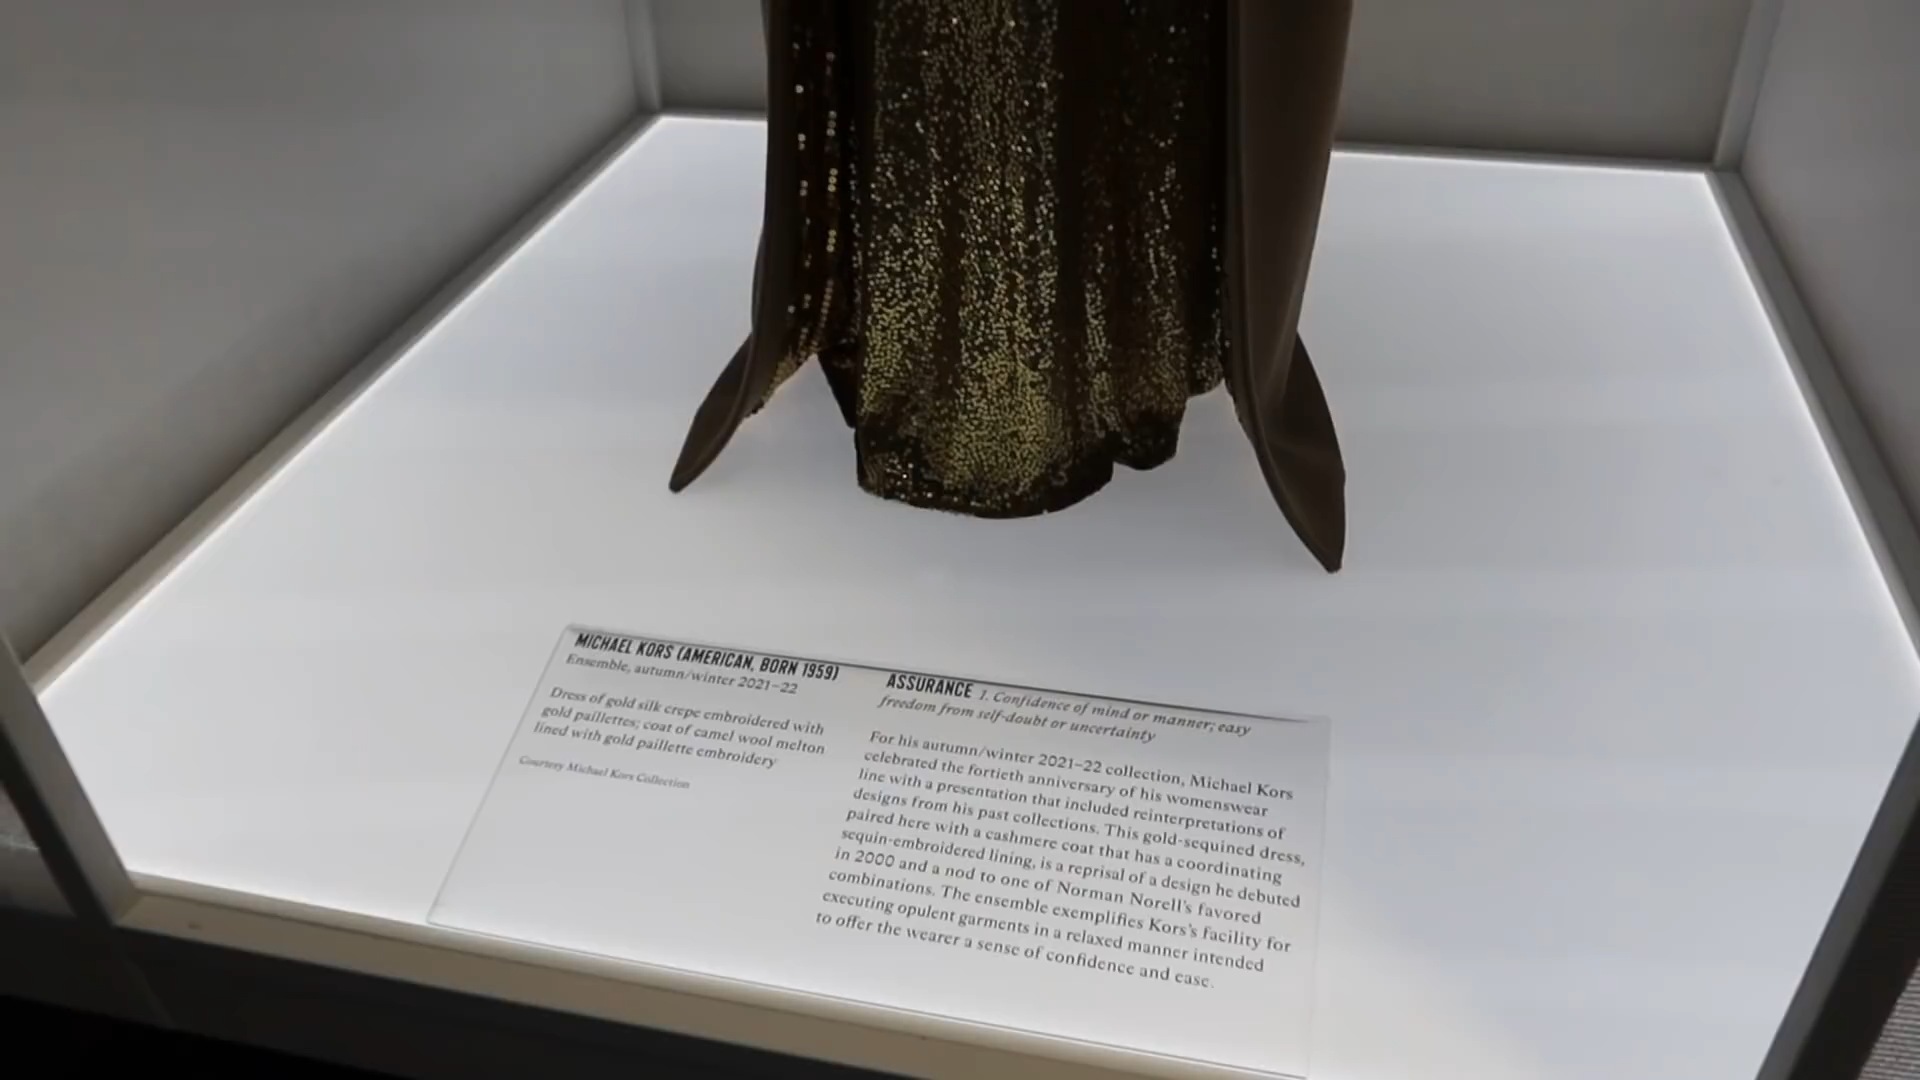 MICHAEL KORS (AMERICAN, BORN 1959)
Ensemble, autumn/winter 2021–22
Dress of gold silk crepe embroidered with
gold paillettes; coat of camel wool melton
lined with gold paillette embroidery
Courtesy Michael Kors Collection
ASSURANCE 1. Confidence of mind or manner; easy
freedom from self-doubt or uncertainty
For his autumn/winter 2021–22 collection, Michael Kors
celebrated the fortieth anniversary of his womenswear
line with a presentation that included reinterpretations of
designs from his past collections. This gold-sequined dress,
paired here with a cashmere coat that has a coordinating
sequin-embroidered lining, is a reprisal of a design he debuted
in 2000 and a nod to one of Norman Norell's favored
combinations. The ensemble exemplifies Kors's facility for
executing opulent garments in a relaxed manner intended
to offer the wearer a sense of confidence and ease.